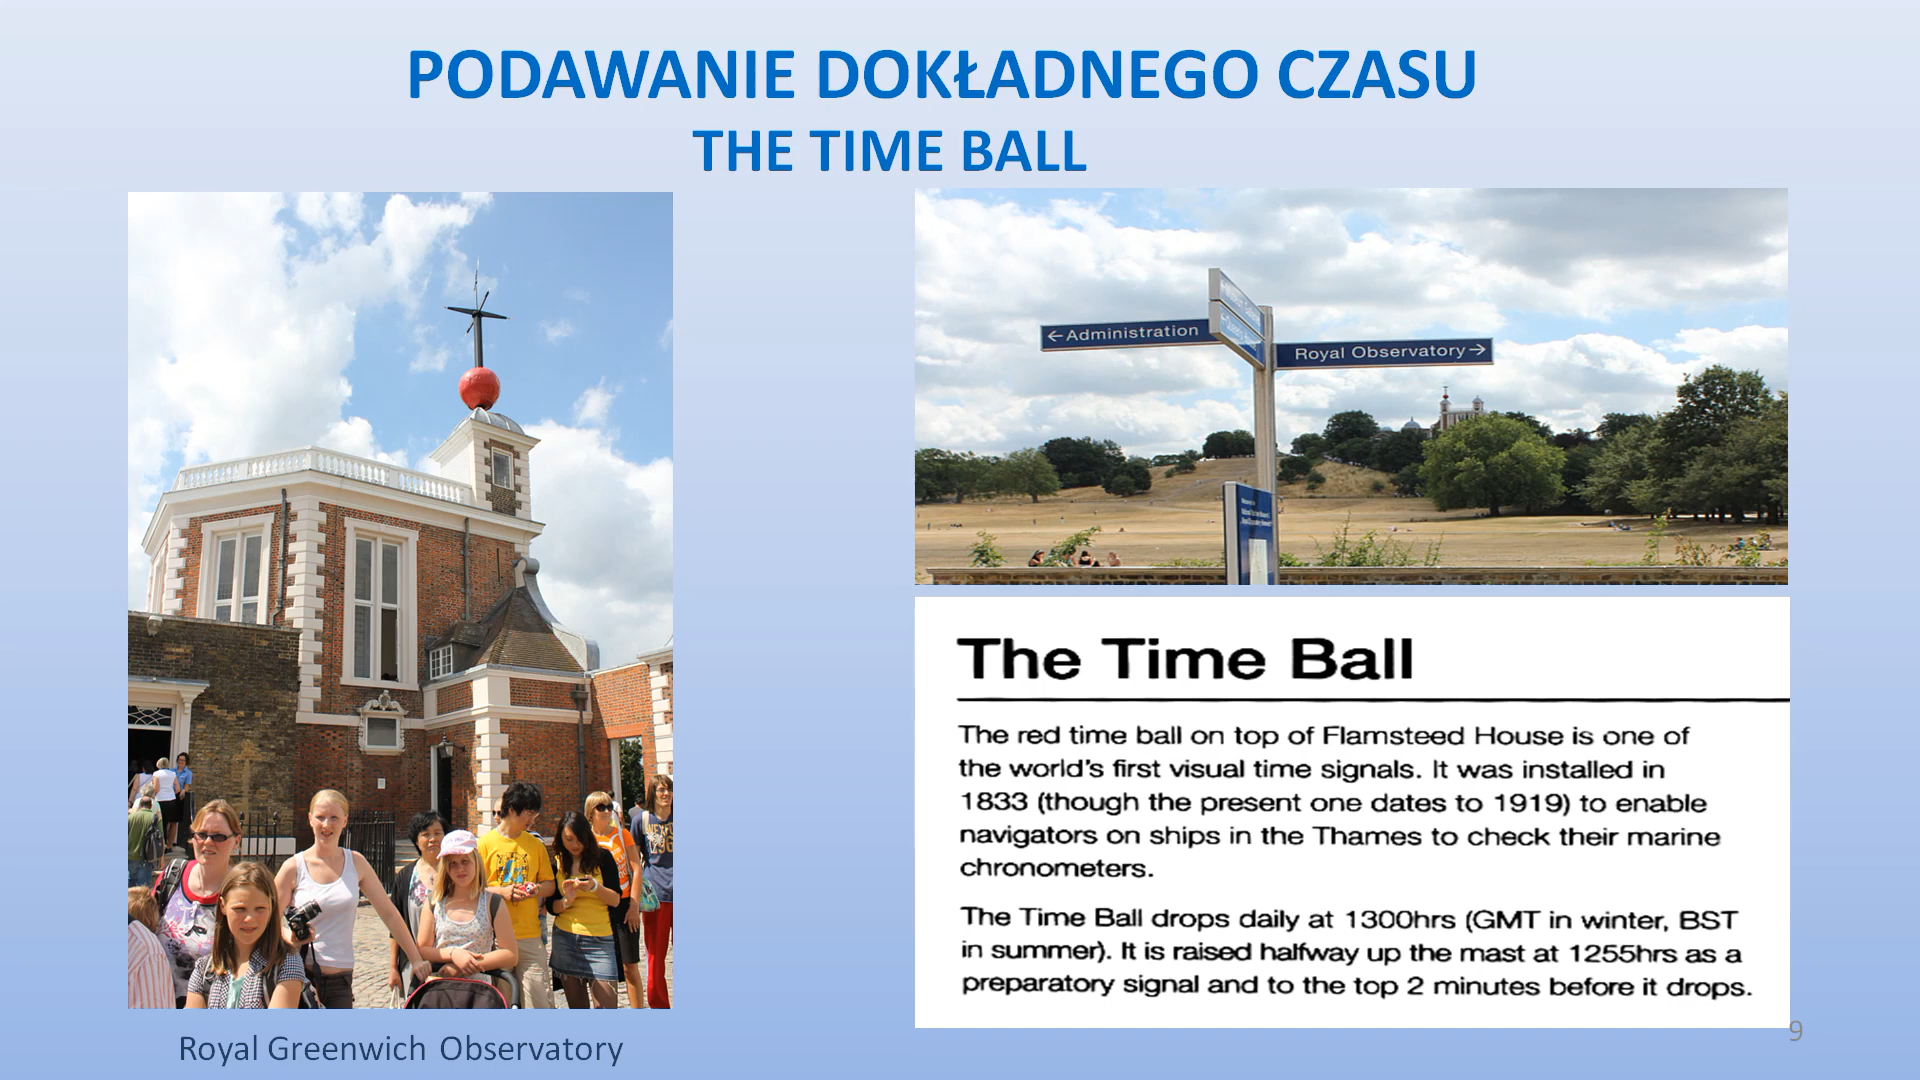 PODAWANIE DOKŁADNEGO CZASU
THE TIME BALL
←Administration
Royal Observatory→
The Time Ball
The red time ball on top of Flamsteed House is one of
the world's first visual time signals. It was installed in
1833 (though the present one dates to 1919) to enable
navigators on ships in the Thames to check their marine
chronometers.
The Time Ball drops daily at 1300hrs (GMT in winter, BST
in summer). It is raised halfway up the mast at 1255hrs as a
preparatory signal and to the top 2 minutes before it drops.
Royal Greenwich Observatory
9